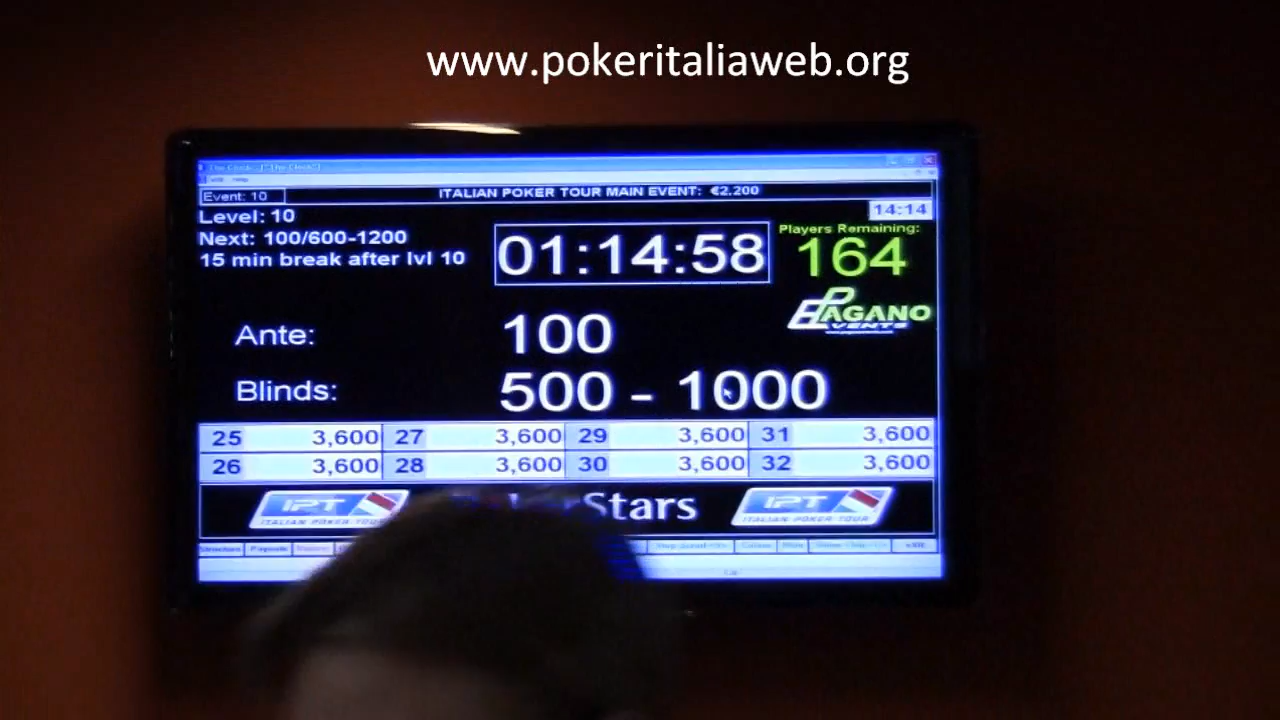 www.pokeritaliaweb.org
Event: 10
ITALIAN POKER TOUR MAIN EVENT: €2.200
14:14
Level: 10
Next: 100/600-1200
15 min break after lvl 10
01:14:58
Players Remaining:
164
PAGANO
EVENTS
Ante: 100
Blinds: 500 - 1000
25 3,600 27 3,600 29 3,600 31 3,600
26 3,600 28 3,600 30 3,600 32 3,600
IPT Stars IPT
ITALIAN POKER TOUR ITALIAN POKER TOUR
Structure Payouts